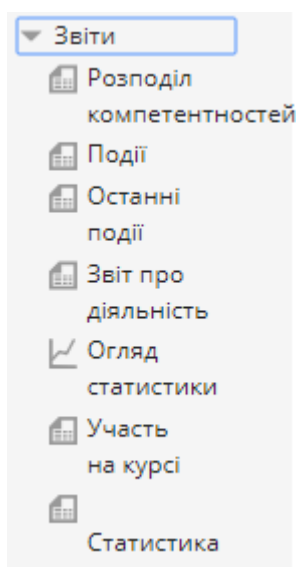 Звіти
Розподіл
компетентностей
Події
Останні
події
Звіт про
діяльність
Огляд
статистики
Участь
на курсі
Статистика